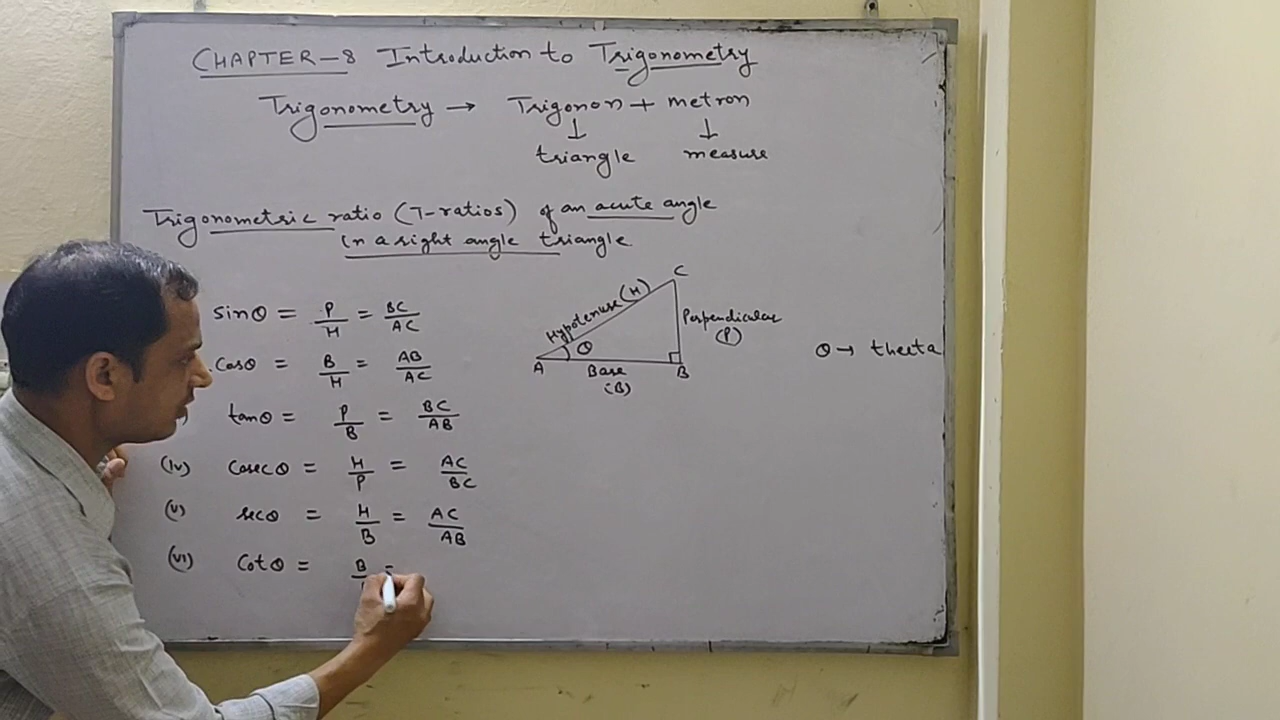 CHAPTER-8 Introduction to Trigonometry
Trigonometry → Trigonon + metron
↓ ↓
triangle measure
Trigonometric ratio (T-ratios) of an acute angle
in a right angle triangle
sinθ = P/H = BC/AC
cosθ = B/H = AB/AC
tanθ = P/B = BC/AB
(iv) cosecθ = H/P = AC/BC
(v) secθ = H/B = AC/AB
(vi) cotθ = B/
C
Hypotenuse (H)
Perpendicular
(P)
θ
A
Base
(B)
B
θ → theeta